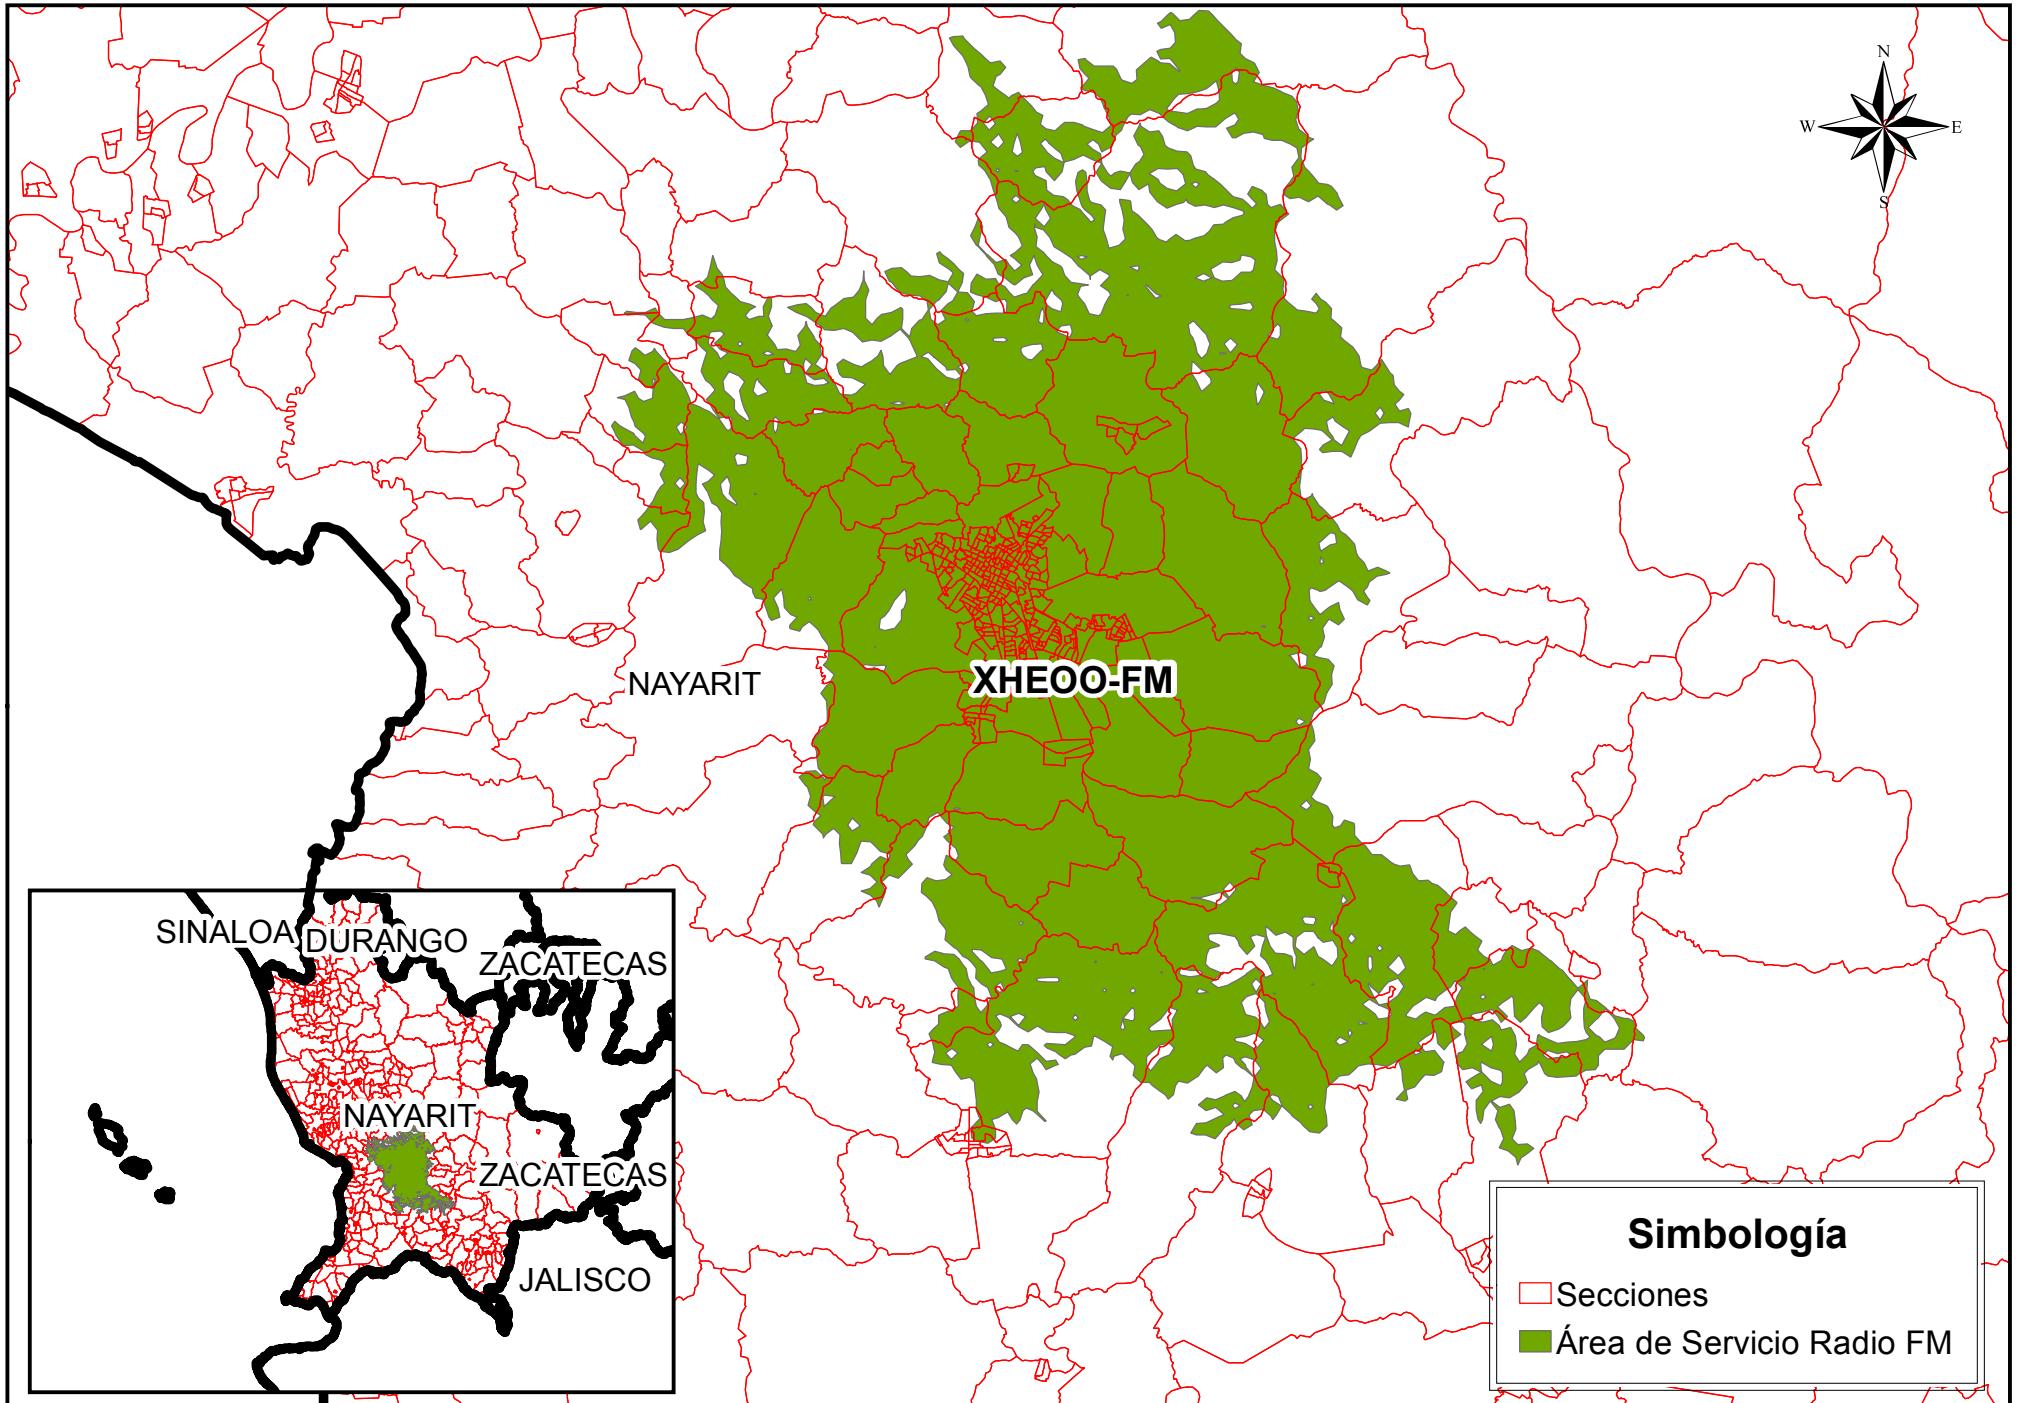 N
W E
S
NAYARIT
XHEOO-FM
SINALOA
DURANGO
ZACATECAS
NAYARIT
ZACATECAS
JALISCO
Simbología
Secciones
Área de Servicio Radio FM